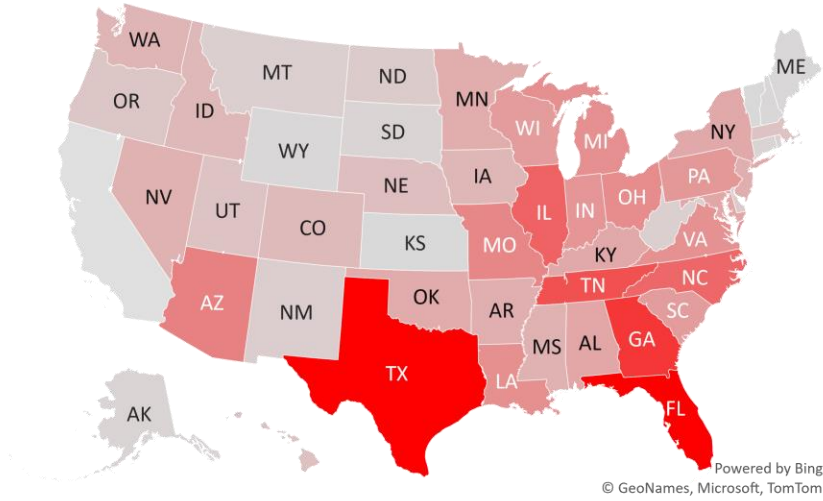 WA
MT
ND
ME
OR
ID
MN
WI
MI
NY
SD
WY
IA
PA
NE
NV
UT
IL
IN
OH
CO
KS
MO
KY
VA
AZ
NM
OK
AR
TN
NC
SC
MS
AL
GA
TX
LA
FL
AK
Powered by Bing
© GeoNames, Microsoft, TomTom